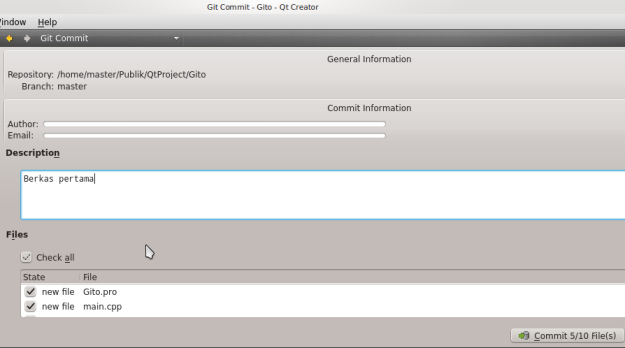 Git Commit - Gito - Qt Creator
indow Help
Git Commit
General Information
Repository: /home/master/Publik/QtProject/Gito
Branch: master
Commit Information
Author:
Email:
Description
Berkas pertama
Files
Check all
State File
new file Gito.pro
new file main.cpp
Commit 5/10 File(s)